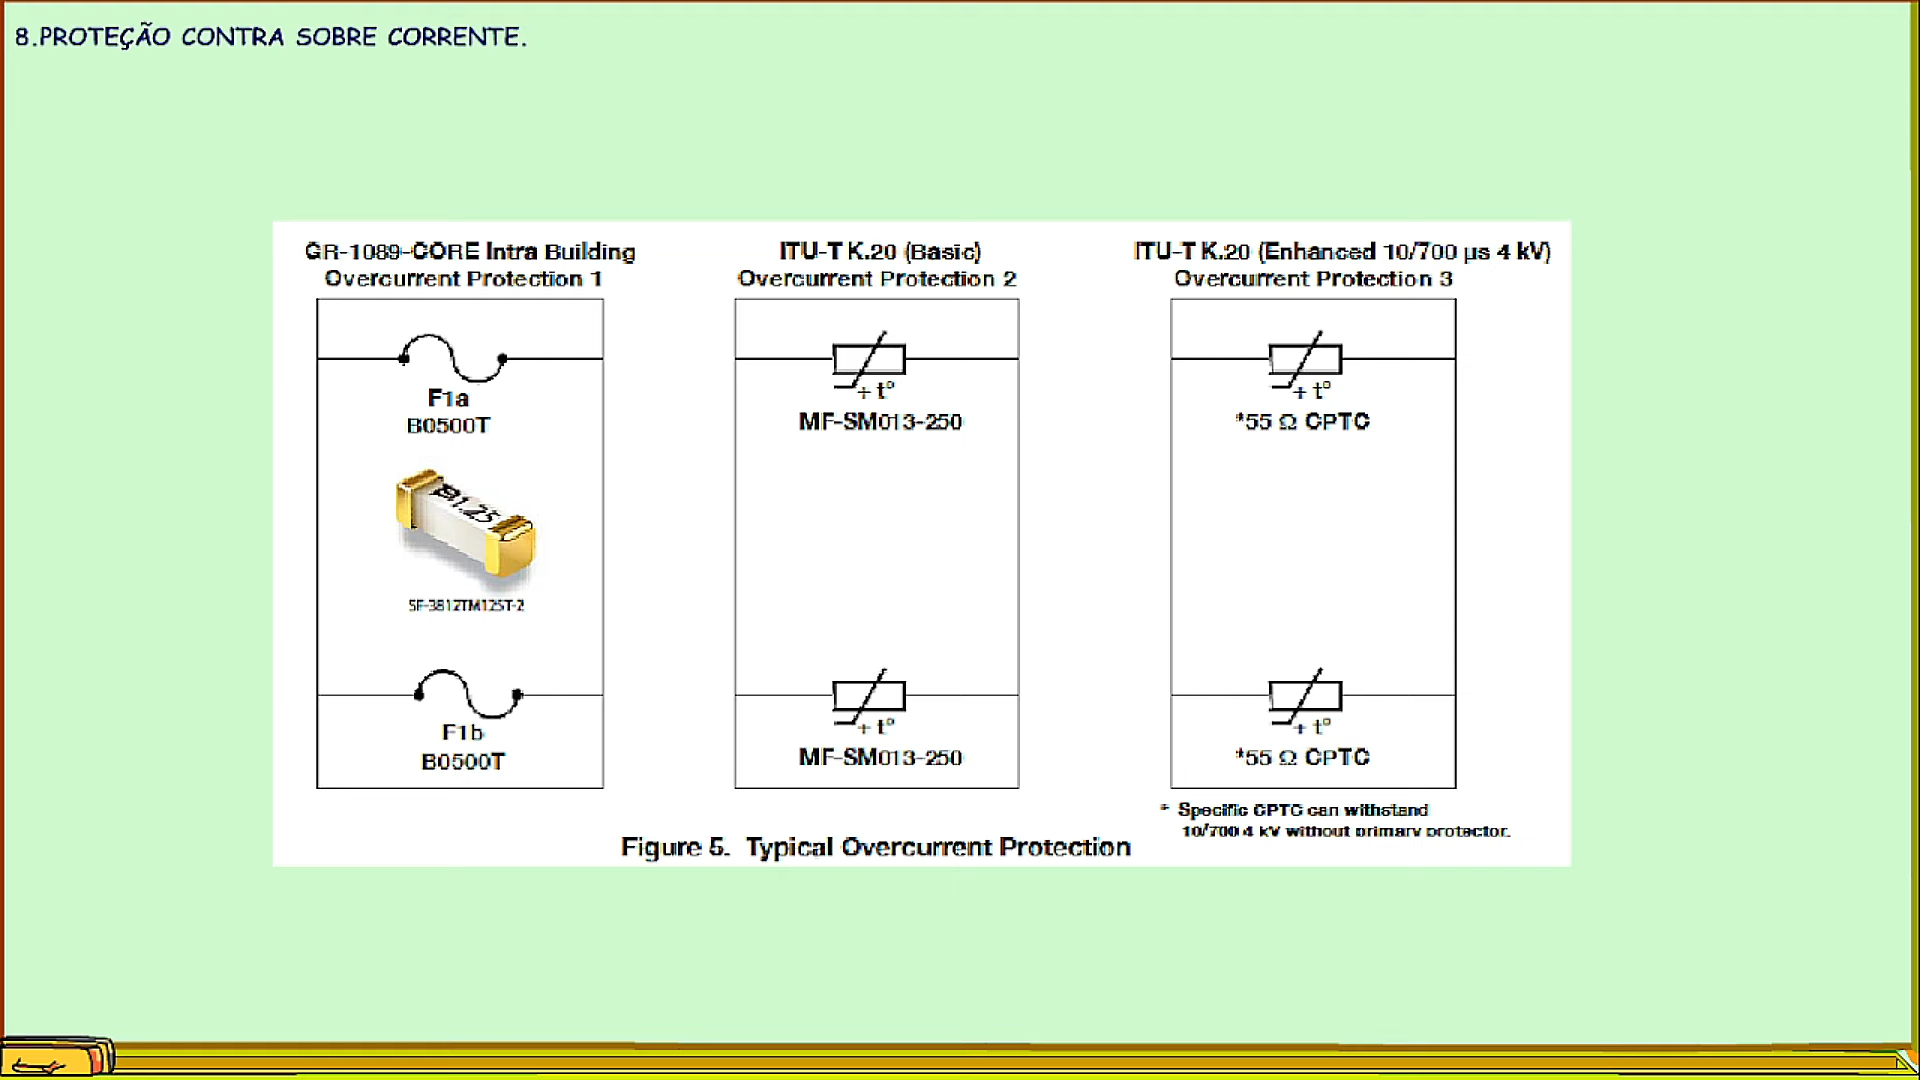 8.PROTEÇÃO CONTRA SOBRE CORRENTE.
GR-1089-CORE Intra Building
Overcurrent Protection 1
F1a
B0500T
B1.25
SF-3812TM125T-2
F1b
B0500T
ITU-T K.20 (Basic)
Overcurrent Protection 2
+ t°
MF-SM013-250
+ t°
MF-SM013-250
ITU-T K.20 (Enhanced 10/700 µs 4 kV)
Overcurrent Protection 3
+ t°
*55 Ω CPTC
+ t°
*55 Ω CPTC
* Specific CPTC can withstand
10/700 4 kV without primary protector.
Figure 5. Typical Overcurrent Protection